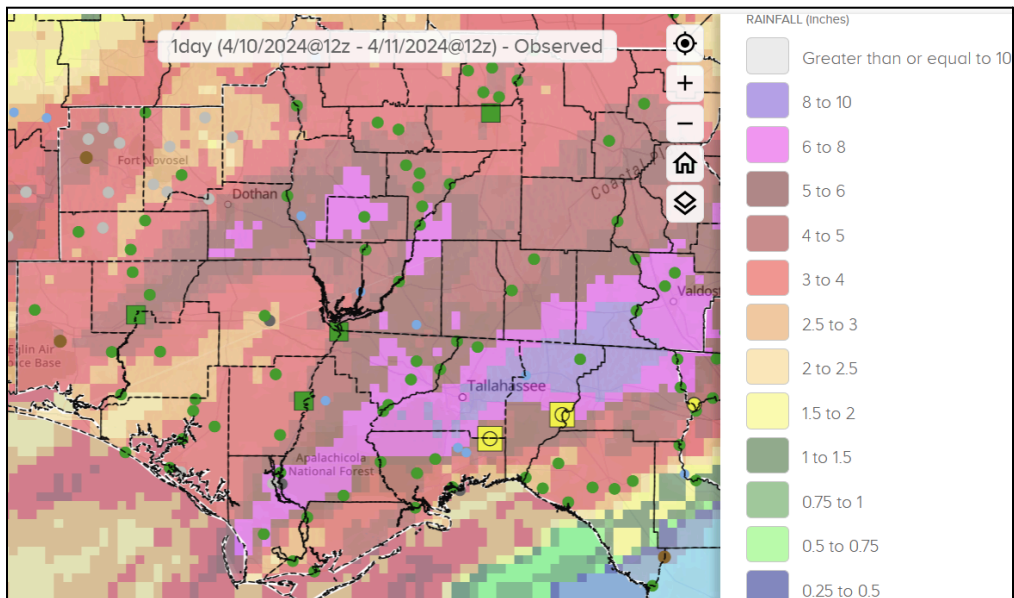 1day (4/10/2024@12z - 4/11/2024@12z) - Observed
Fort Novosel
Dothan
Coastal Pl
Valdos
Eglin Air
ce Base
Tallahassee
Apalachicola
National Forest
RAINFALL (inches)
Greater than or equal to 10
8 to 10
6 to 8
5 to 6
4 to 5
3 to 4
2.5 to 3
2 to 2.5
1.5 to 2
1 to 1.5
0.75 to 1
0.5 to 0.75
0.25 to 0.5